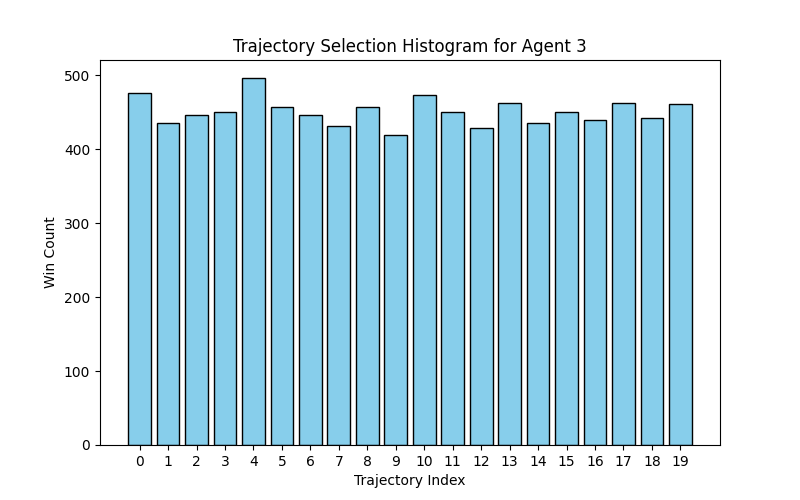 Trajectory Selection Histogram for Agent 3
500
400
300
200
100
0
Win Count
0 1 2 3 4 5 6 7 8 9 10 11 12 13 14 15 16 17 18 19
Trajectory Index